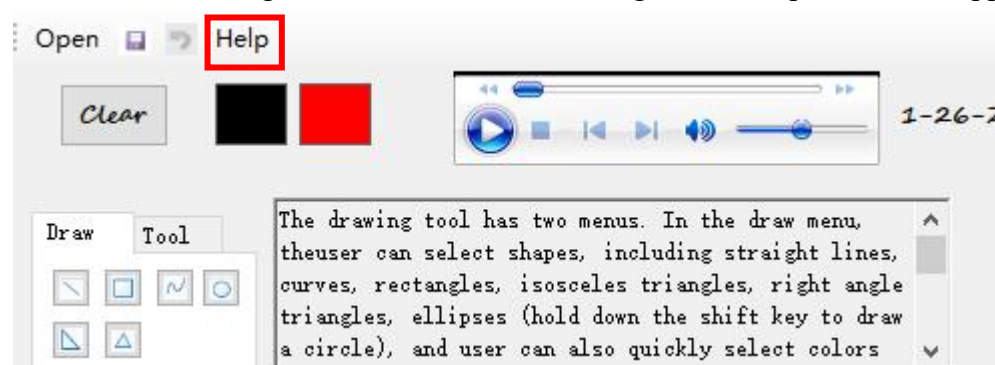 Open Help
Clear
1-26-
Draw Tool
The drawing tool has two menus. In the draw menu,
theuser can select shapes, including straight lines,
curves, rectangles, isosceles triangles, right angle
triangles, ellipses (hold down the shift key to draw
a circle), and user can also quickly select colors